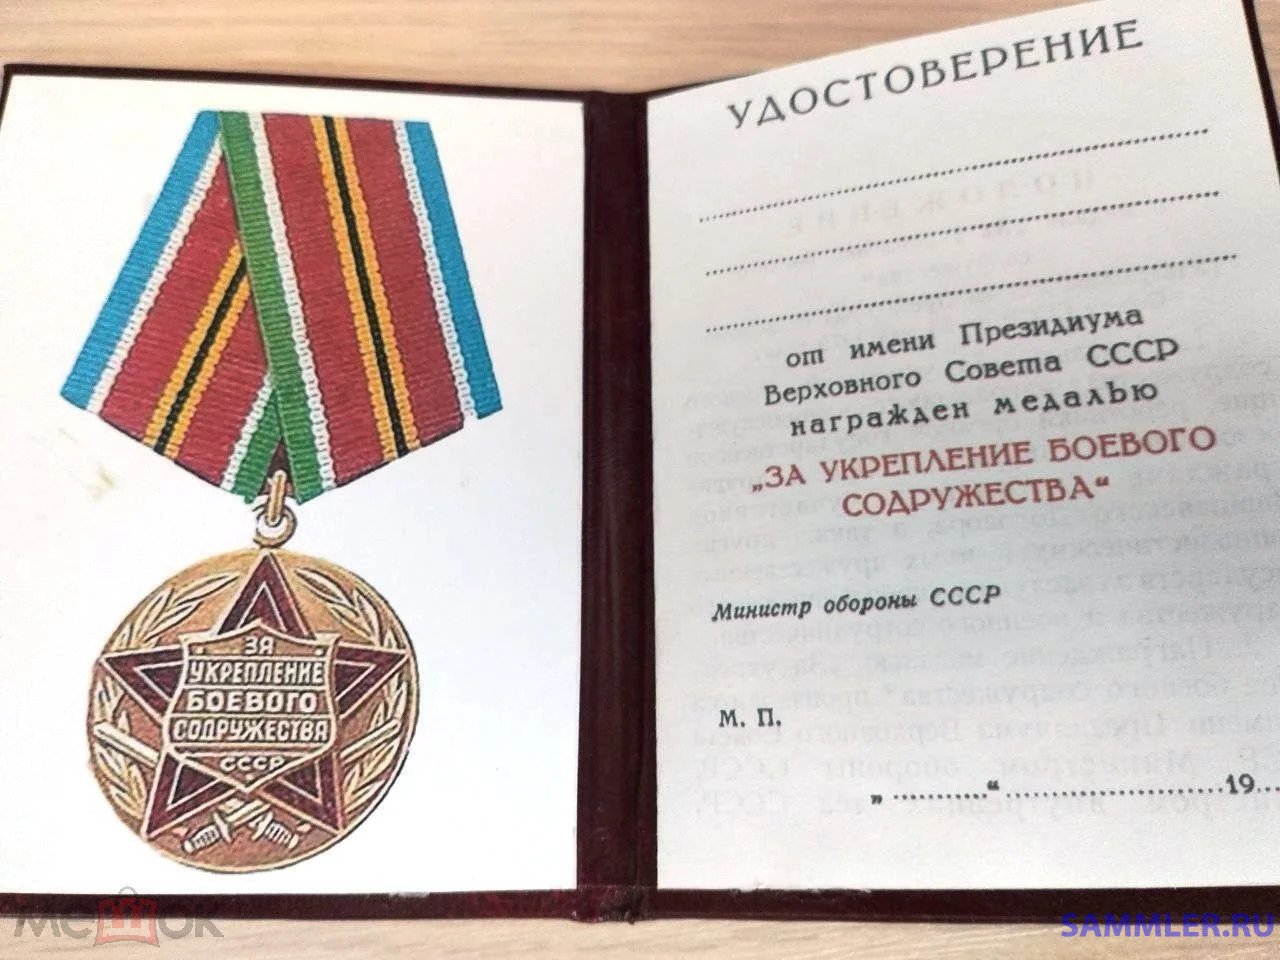 ЗА
УКРЕПЛЕНИЕ
БОЕВОГО
СОДРУЖЕСТВА
СССР
УДОСТОВЕРЕНИЕ
от имени Президиума
Верховного Совета СССР
награжден медалью
„ЗА УКРЕПЛЕНИЕ БОЕВОГО
СОДРУЖЕСТВА“
Министр обороны СССР
М. П.
„ ............“ ........................19....
мешок
SAMMLER.RU